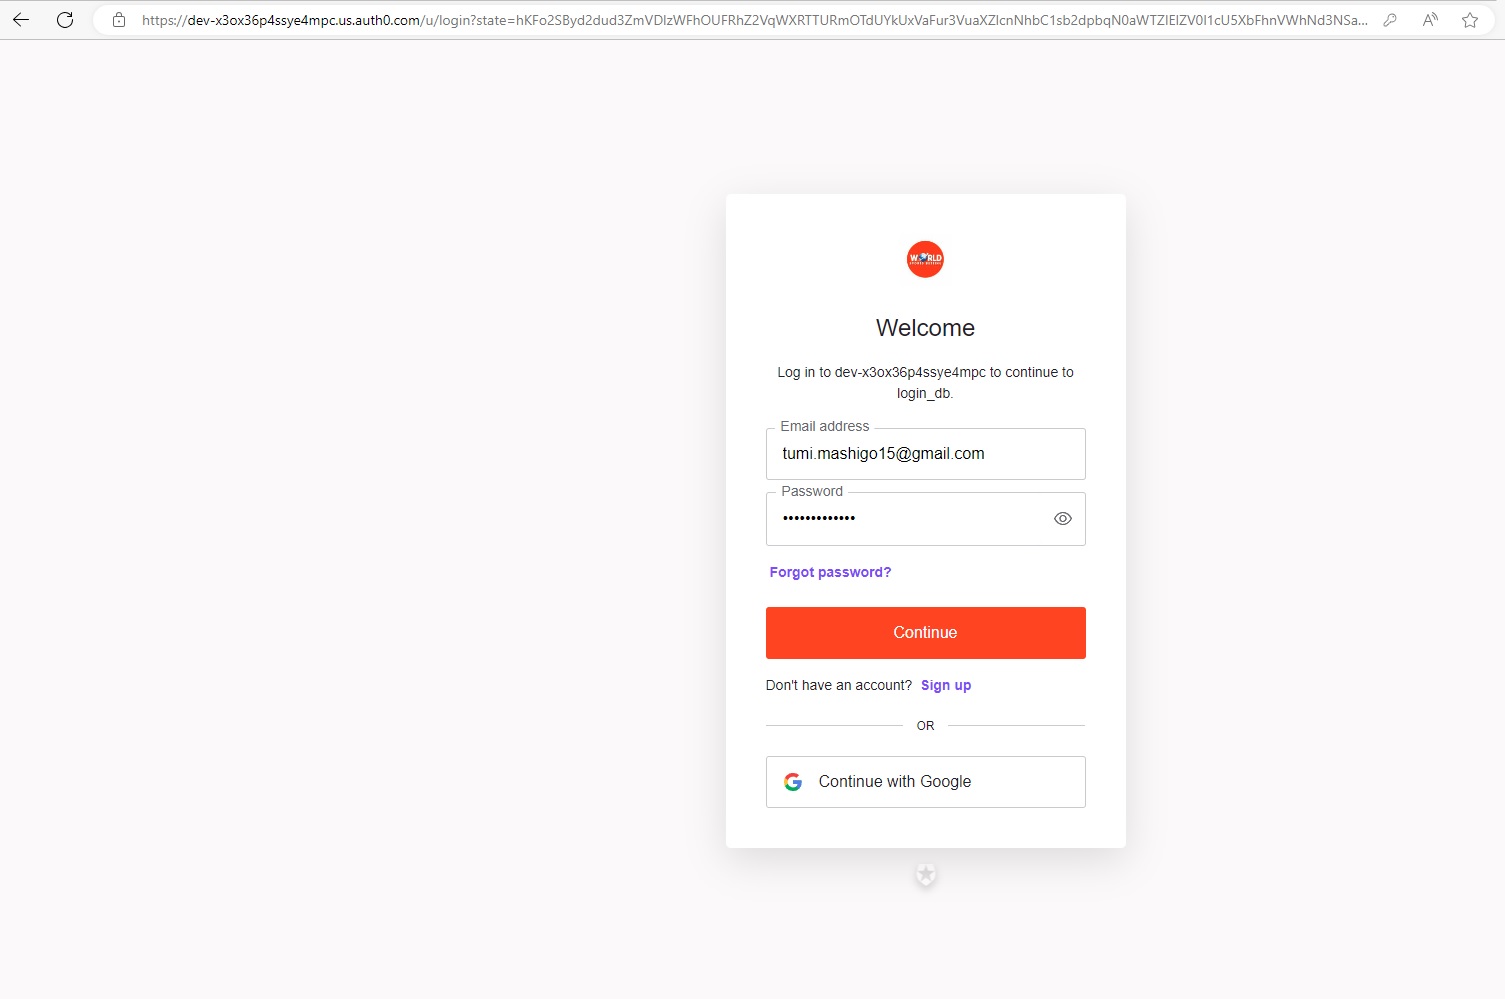 https://dev-x3ox36p4ssye4mpc.us.auth0.com/u/login?state=
WORLD
Welcome
Log in to dev-x3ox36p4ssye4mpc to continue to
login_db.
Email address
tumi.mashigo15@gmail.com
Password
•••••••••••••
Forgot password?
Continue
Don't have an account? Sign up
OR
Continue with Google